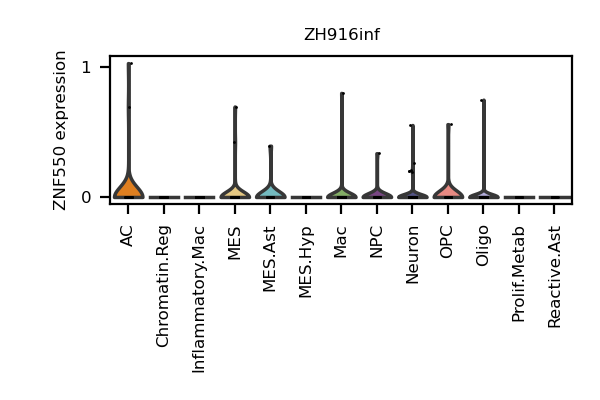 ZH916inf
ZNF550 expression
1
0
AC
Chromatin.Reg
Inflammatory.Mac
MES
MES.Ast
MES.Hyp
Mac
NPC
Neuron
OPC
Oligo
Prolif.Metab
Reactive.Ast